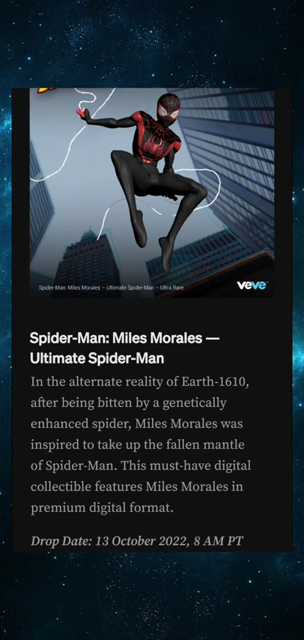 Spider-Man: Miles Morales – Ultimate Spider-Man – Ultra Rare
veve
Spider-Man: Miles Morales —
Ultimate Spider-Man
In the alternate reality of Earth-1610,
after being bitten by a genetically
enhanced spider, Miles Morales was
inspired to take up the fallen mantle
of Spider-Man. This must-have digital
collectible features Miles Morales in
premium digital format.
Drop Date: 13 October 2022, 8 AM PT